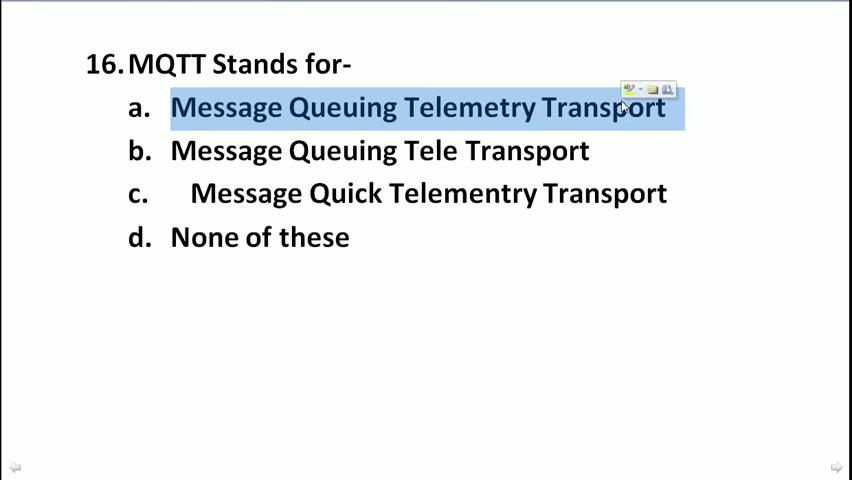 16. MQTT Stands for-
a. Message Queuing Telemetry Transport
b. Message Queuing Tele Transport
c. Message Quick Telementry Transport
d. None of these